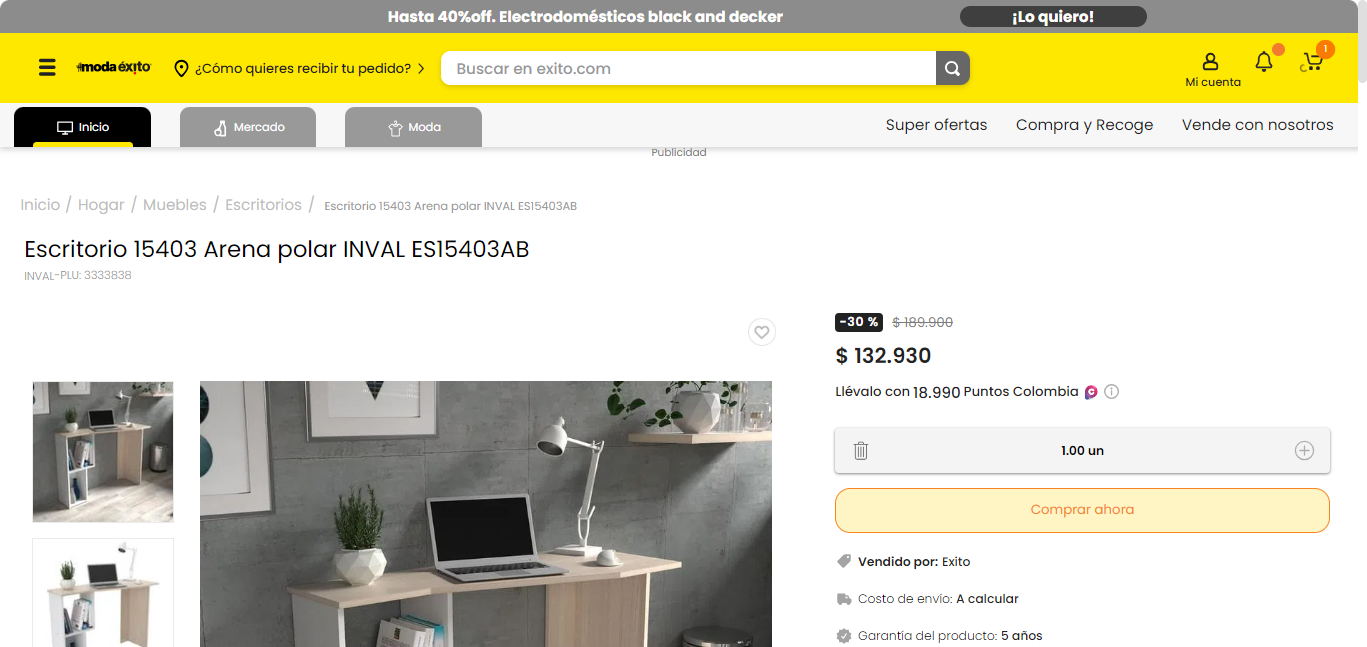 Hasta 40%off. Electrodomésticos black and decker
¡Lo quiero!
#moda éxito
¿Cómo quieres recibir tu pedido?
Buscar en exito.com
Mi cuenta
1
Inicio
Mercado
Moda
Super ofertas
Compra y Recoge
Vende con nosotros
Publicidad
Inicio / Hogar / Muebles / Escritorios / Escritorio 15403 Arena polar INVAL ES15403AB
Escritorio 15403 Arena polar INVAL ES15403AB
INVAL-PLU: 3333838
-30 % $ 189.900
$ 132.930
Llévalo con 18.990 Puntos Colombia
1.00 un
Comprar ahora
Vendido por: Exito
Costo de envío: A calcular
Garantía del producto: 5 años